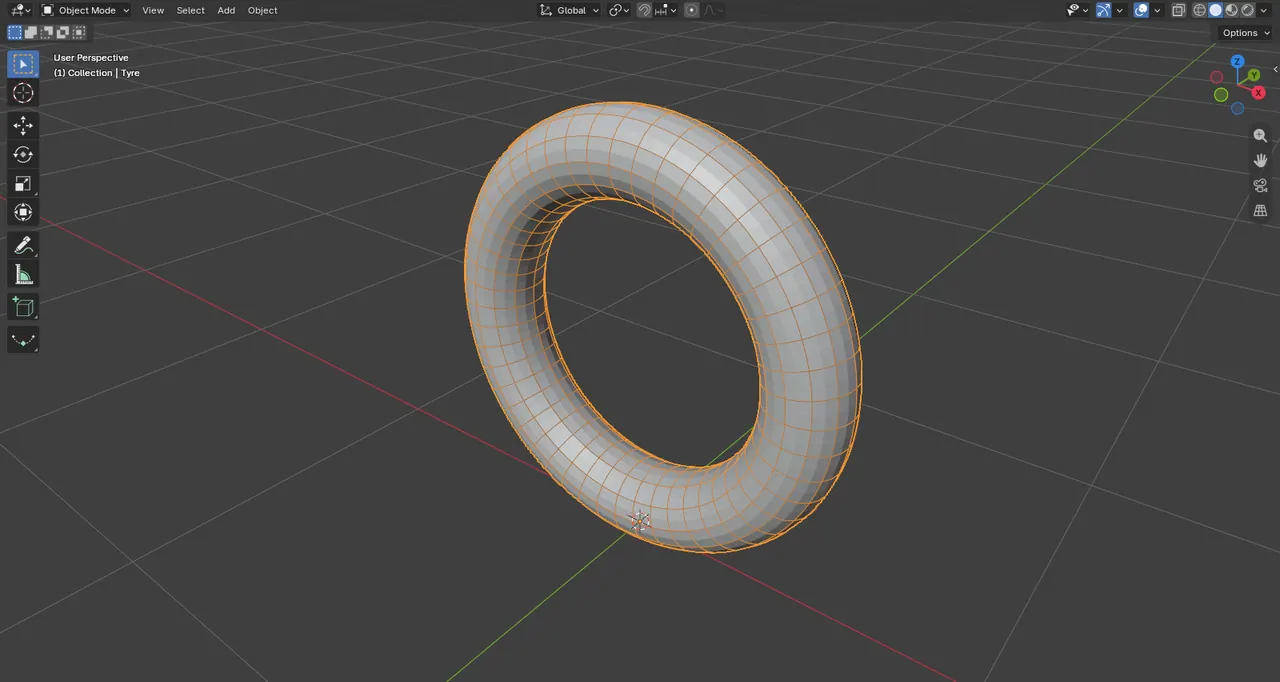 Object Mode View Select Add Object Global
Options
User Perspective
(1) Collection | Tyre
Z
Y
X